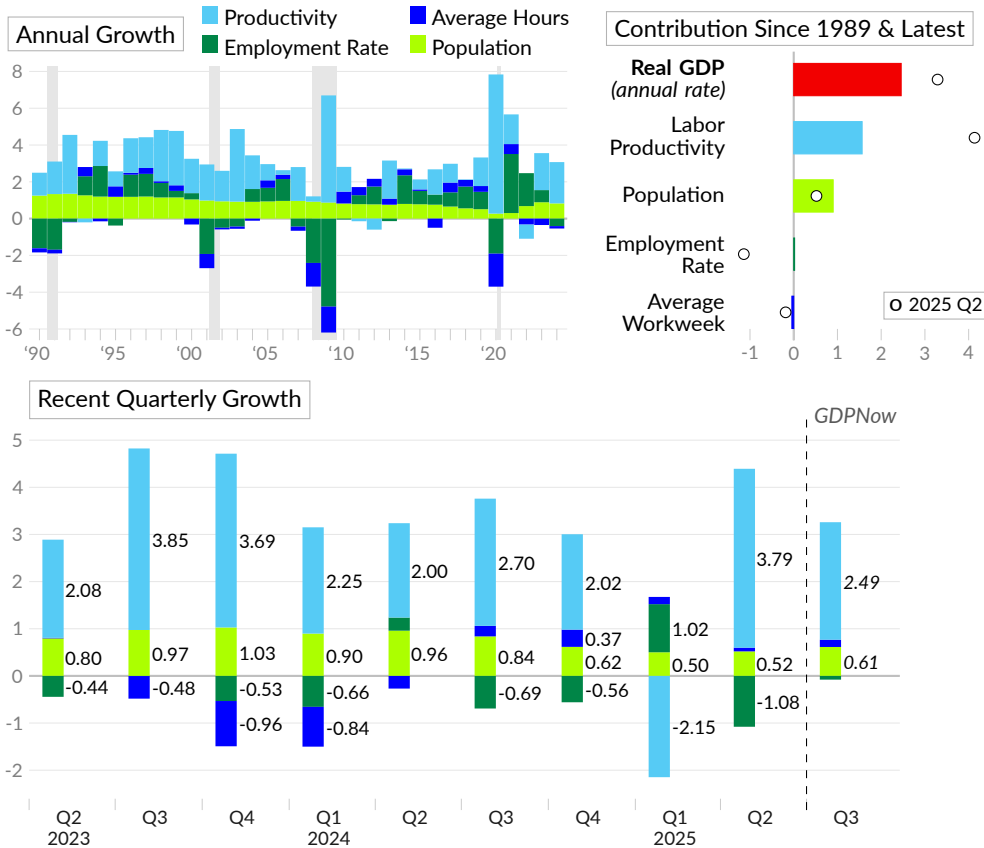 Annual Growth
Productivity
Average Hours
Employment Rate
Population
8
6
4
2
0
-2
-4
-6
‘90
‘95
‘00
‘05
‘10
‘15
‘20
Contribution Since 1989 & Latest
Real GDP
(annual rate)
Labor
Productivity
Population
Employment
Rate
Average
Workweek
2025 Q2
-1 0 1 2 3 4
Recent Quarterly Growth
GDPNow
5
4
3
2
1
0
-1
-2
2.08
0.80
-0.44
3.85
0.97
-0.48
3.69
1.03
-0.53
-0.96
2.25
0.90
-0.66
-0.84
2.00
0.96
2.70
0.84
-0.69
2.02
0.37
0.62
-0.56
1.02
0.50
-2.15
3.79
0.52
-1.08
2.49
0.61
Q2 Q3 Q4 Q1 Q2 Q3 Q4 Q1 Q2 Q3
2023 2024 2025